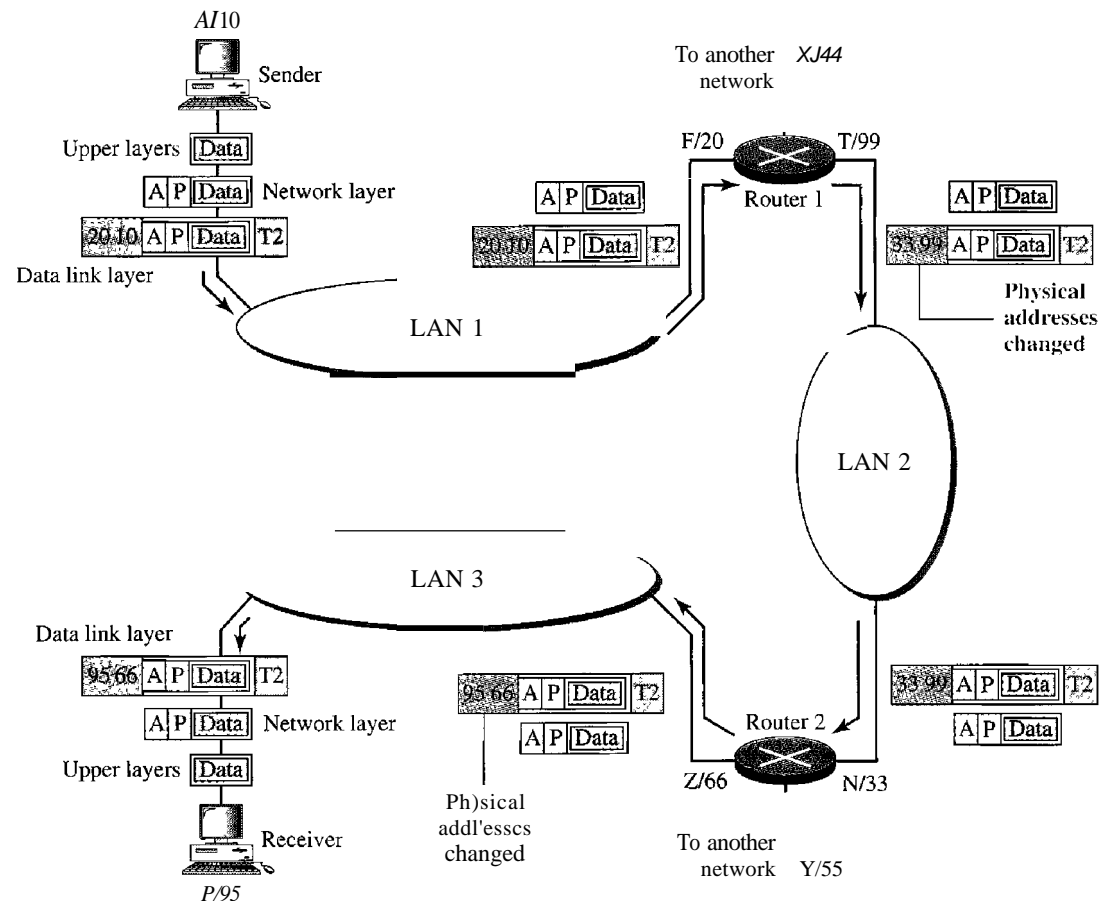 AI10
Sender
To another XJ44
network
Upper layers Data
F/20 T/99
A P Data Network layer
A P Data
Router 1
A P Data
20 10 A P Data T2
20 10 A P Data T2
33 99 A P Data T2
Data link layer
Physical
addresses
changed
LAN 1
LAN 2
LAN 3
Data link layer
95 66 A P Data T2
95 66 A P Data T2
33 99 A P Data T2
A P Data Network layer
A P Data
Router 2
A P Data
Upper layers Data
Z/66 N/33
Ph)sical
addl'esscs
changed
Receiver
To another
network Y/55
P/95